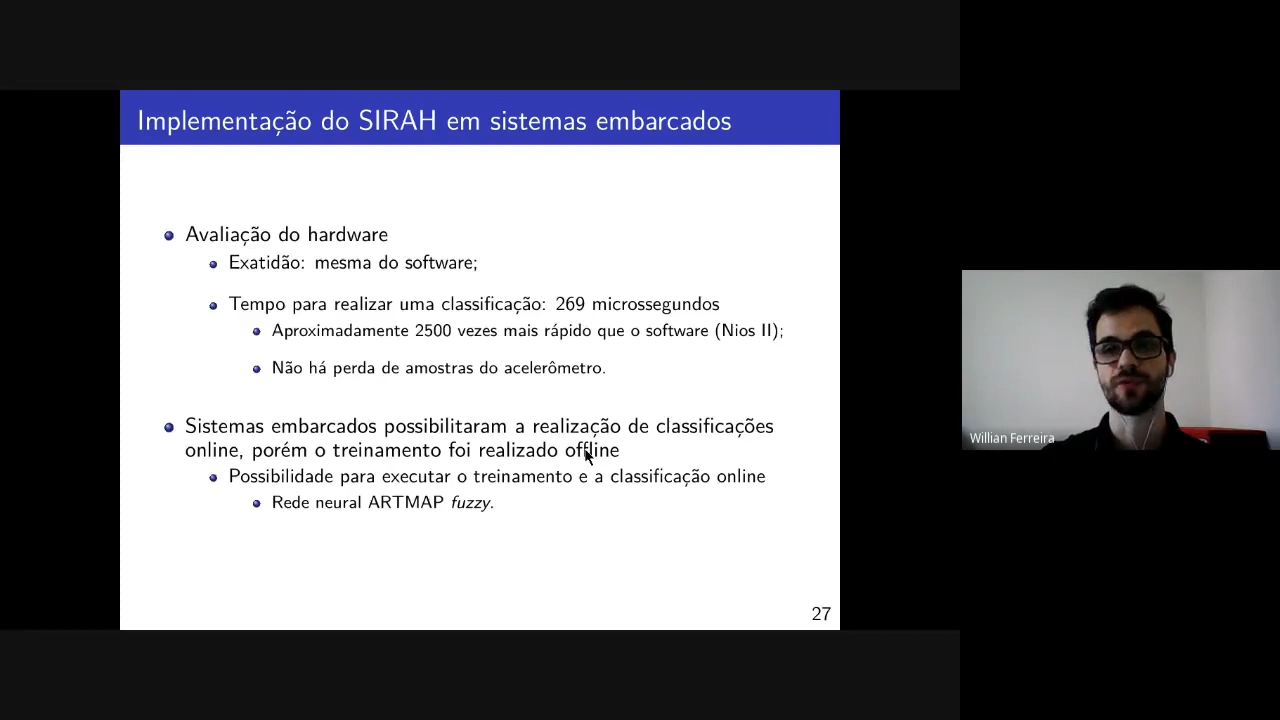 Implementação do SIRAH em sistemas embarcados
Avaliação do hardware
Exatidão: mesma do software;
Tempo para realizar uma classificação: 269 microssegundos
Aproximadamente 2500 vezes mais rápido que o software (Nios II);
Não há perda de amostras do acelerômetro.
Sistemas embarcados possibilitaram a realização de classificações
online, porém o treinamento foi realizado offline
Possibilidade para executar o treinamento e a classificação online
Rede neural ARTMAP fuzzy.
27
Willian Ferreira